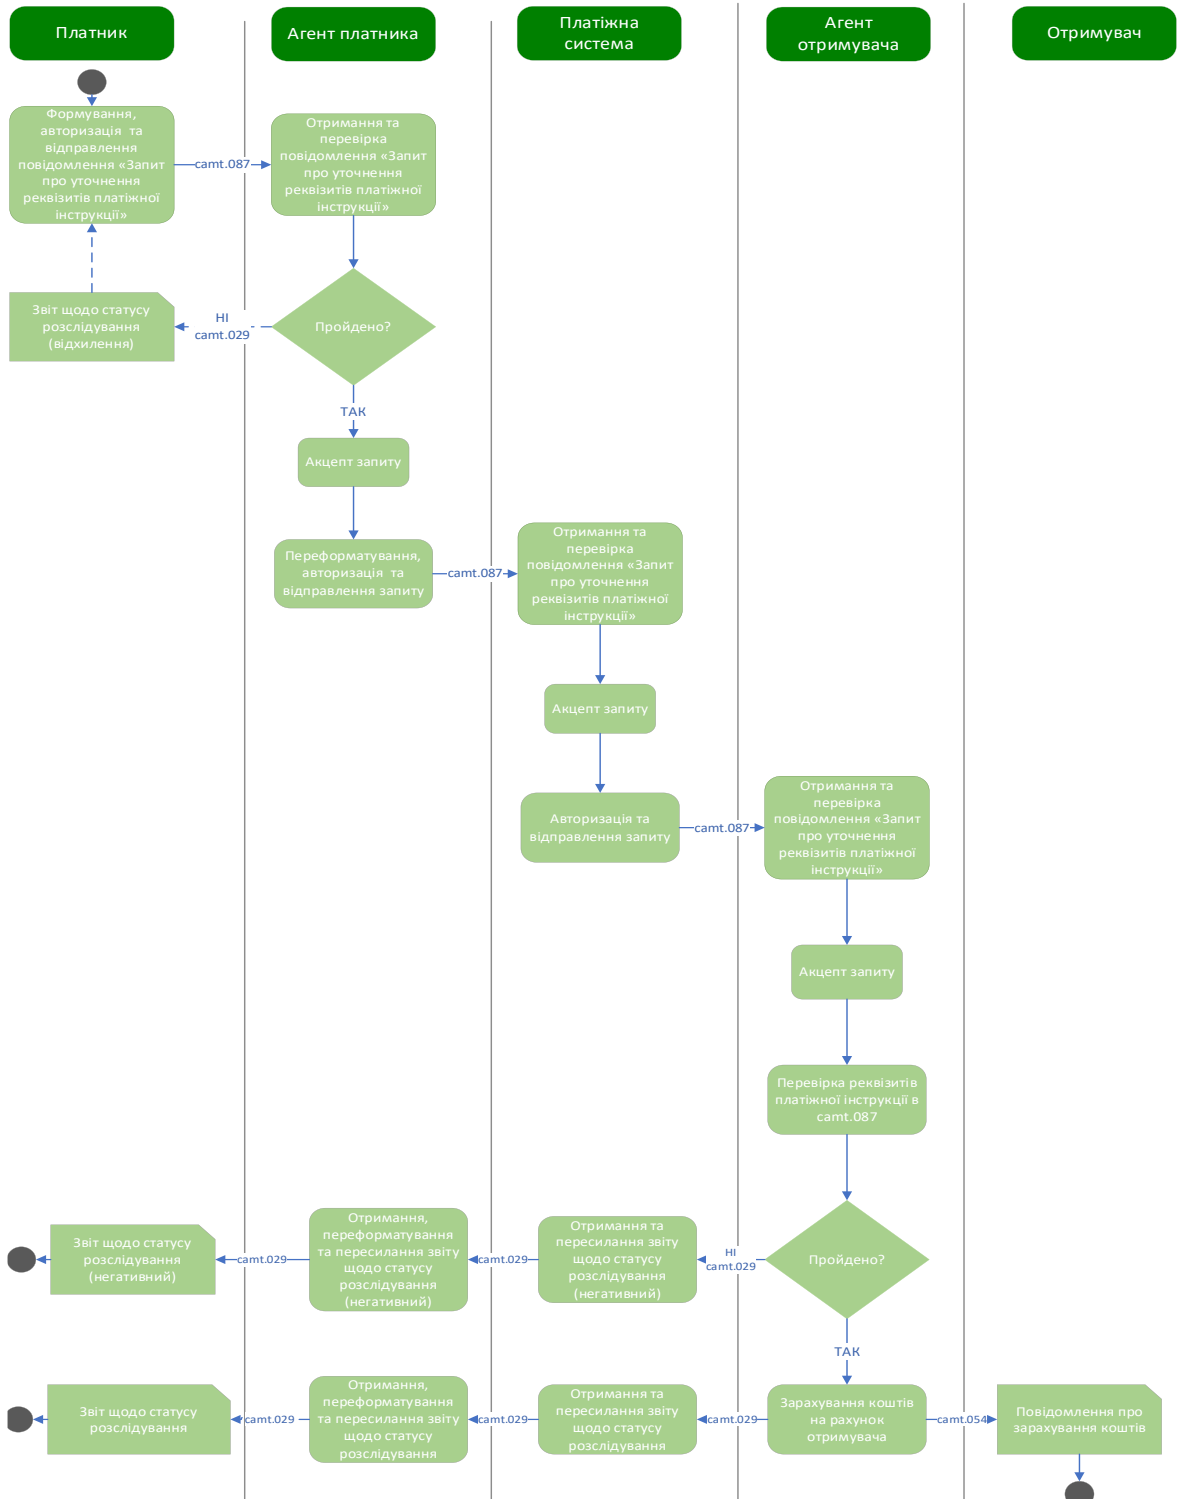 Платник
Агент платника
Платіжна
система
Агент
отримувача
Отримувач
Формування,
авторизація та
відправлення
повідомлення «Запит
про уточнення
реквізитів платіжної
інструкції»
camt.087
Отримання та
перевірка
повідомлення «Запит
про уточнення
реквізитів платіжної
інструкції»
Звіт щодо статусу
розслідування
(відхилення)
НІ
camt.029
Пройдено?
ТАК
Акцепт запиту
Переформатування,
авторизація та
відправлення запиту
camt.087
Отримання та
перевірка
повідомлення «Запит
про уточнення
реквізитів платіжної
інструкції»
Акцепт запиту
Авторизація та
відправлення запиту
camt.087
Отримання та
перевірка
повідомлення «Запит
про уточнення
реквізитів платіжної
інструкції»
Акцепт запиту
Перевірка реквізитів
платіжної інструкції в
camt.087
Пройдено?
НІ
camt.029
Отримання та
пересилання звіту
щодо статусу
розслідування
(негативний)
camt.029
Отримання,
переформатування
та пересилання звіту
щодо статусу
розслідування
(негативний)
camt.029
Звіт щодо статусу
розслідування
(негативний)
ТАК
Зарахування коштів
на рахунок
отримувача
camt.054
Повідомлення про
зарахування коштів
camt.029
Отримання та
пересилання звіту
щодо статусу
розслідування
camt.029
Отримання,
переформатування
та пересилання звіту
щодо статусу
розслідування
camt.029
Звіт щодо статусу
розслідування